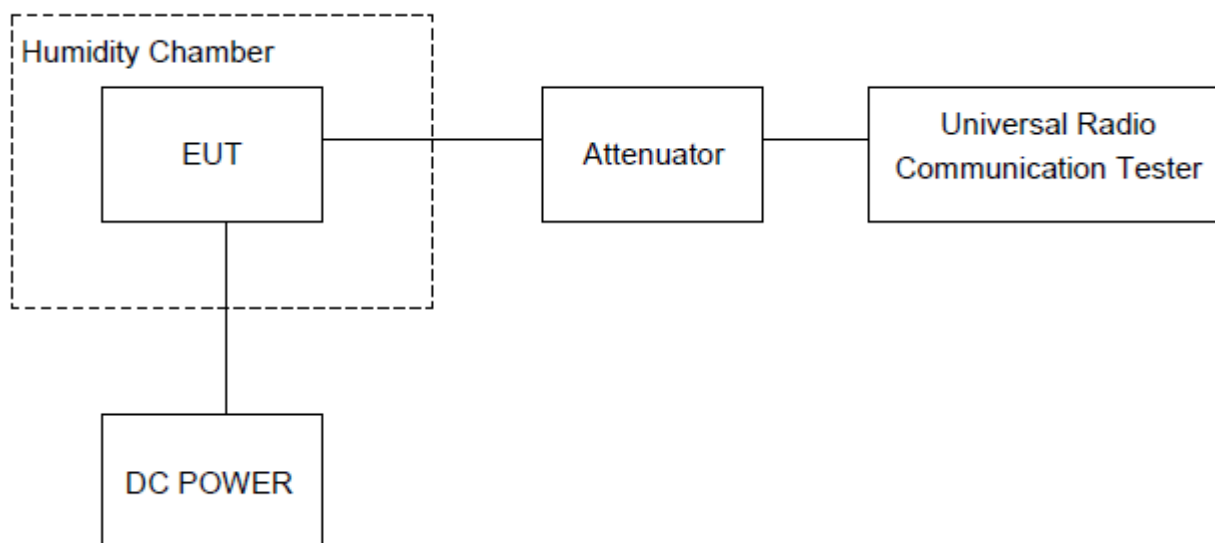 Humidity Chamber
EUT
Attenuator
Universal Radio
Communication Tester
DC POWER